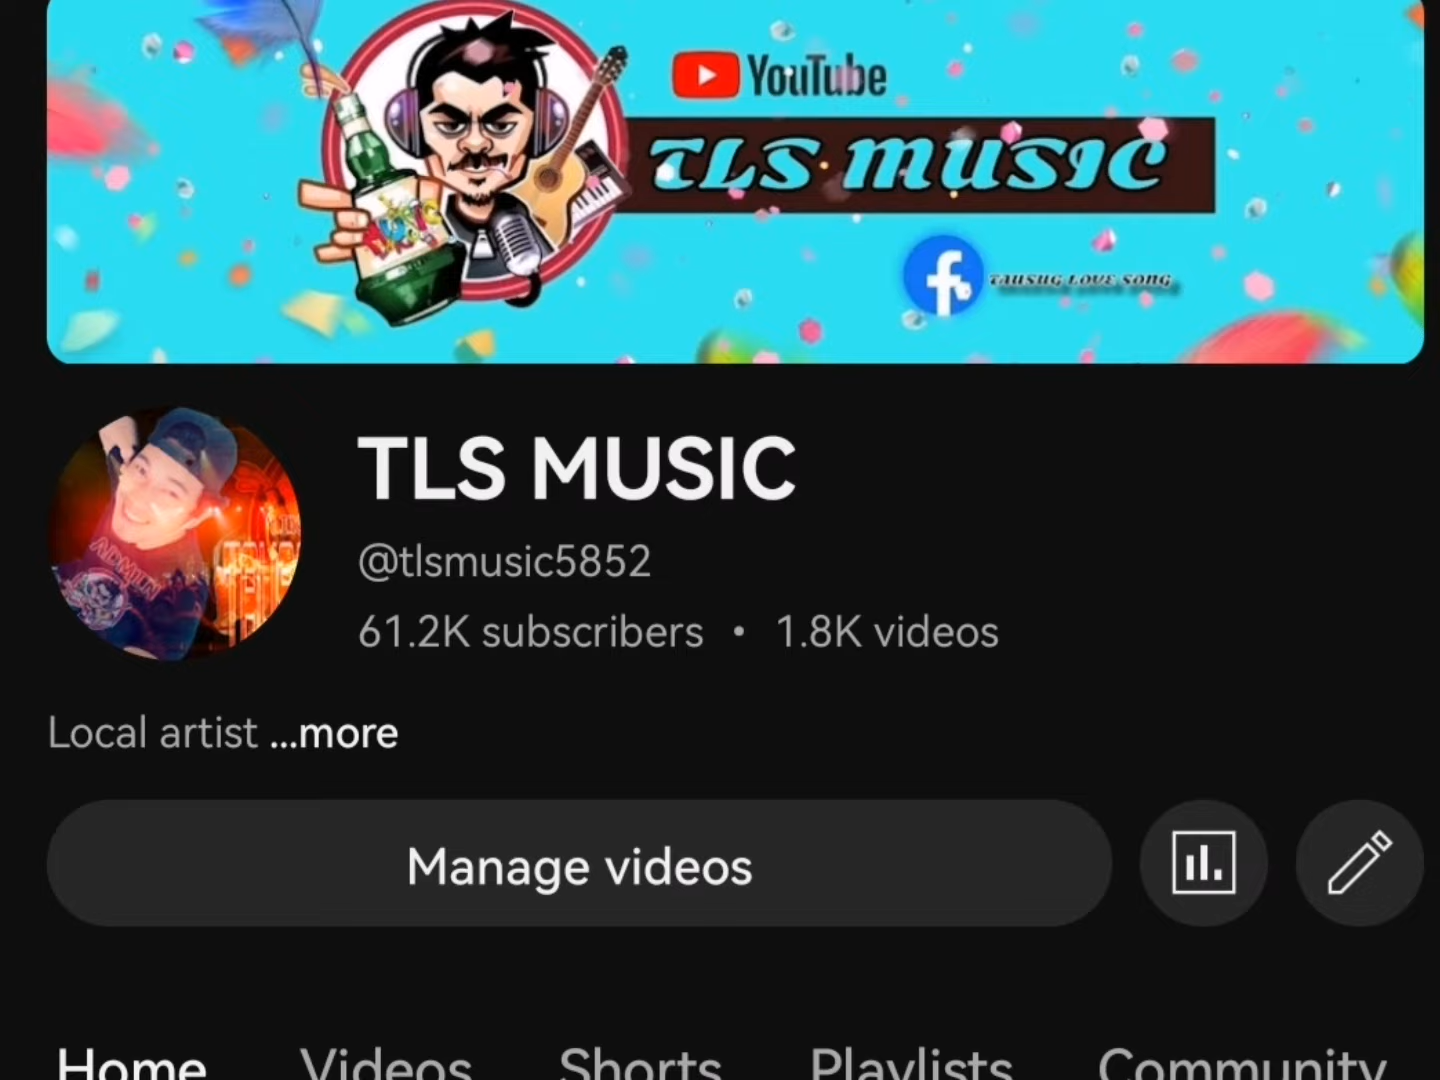 YouTube
TLS MUSIC
TAUSUG LOVE SONG
ADMIN
TLS MUSIC
@tlsmusic5852
61.2K subscribers • 1.8K videos
Local artist ...more
Manage videos
Home Videos Shorts Playlists Community